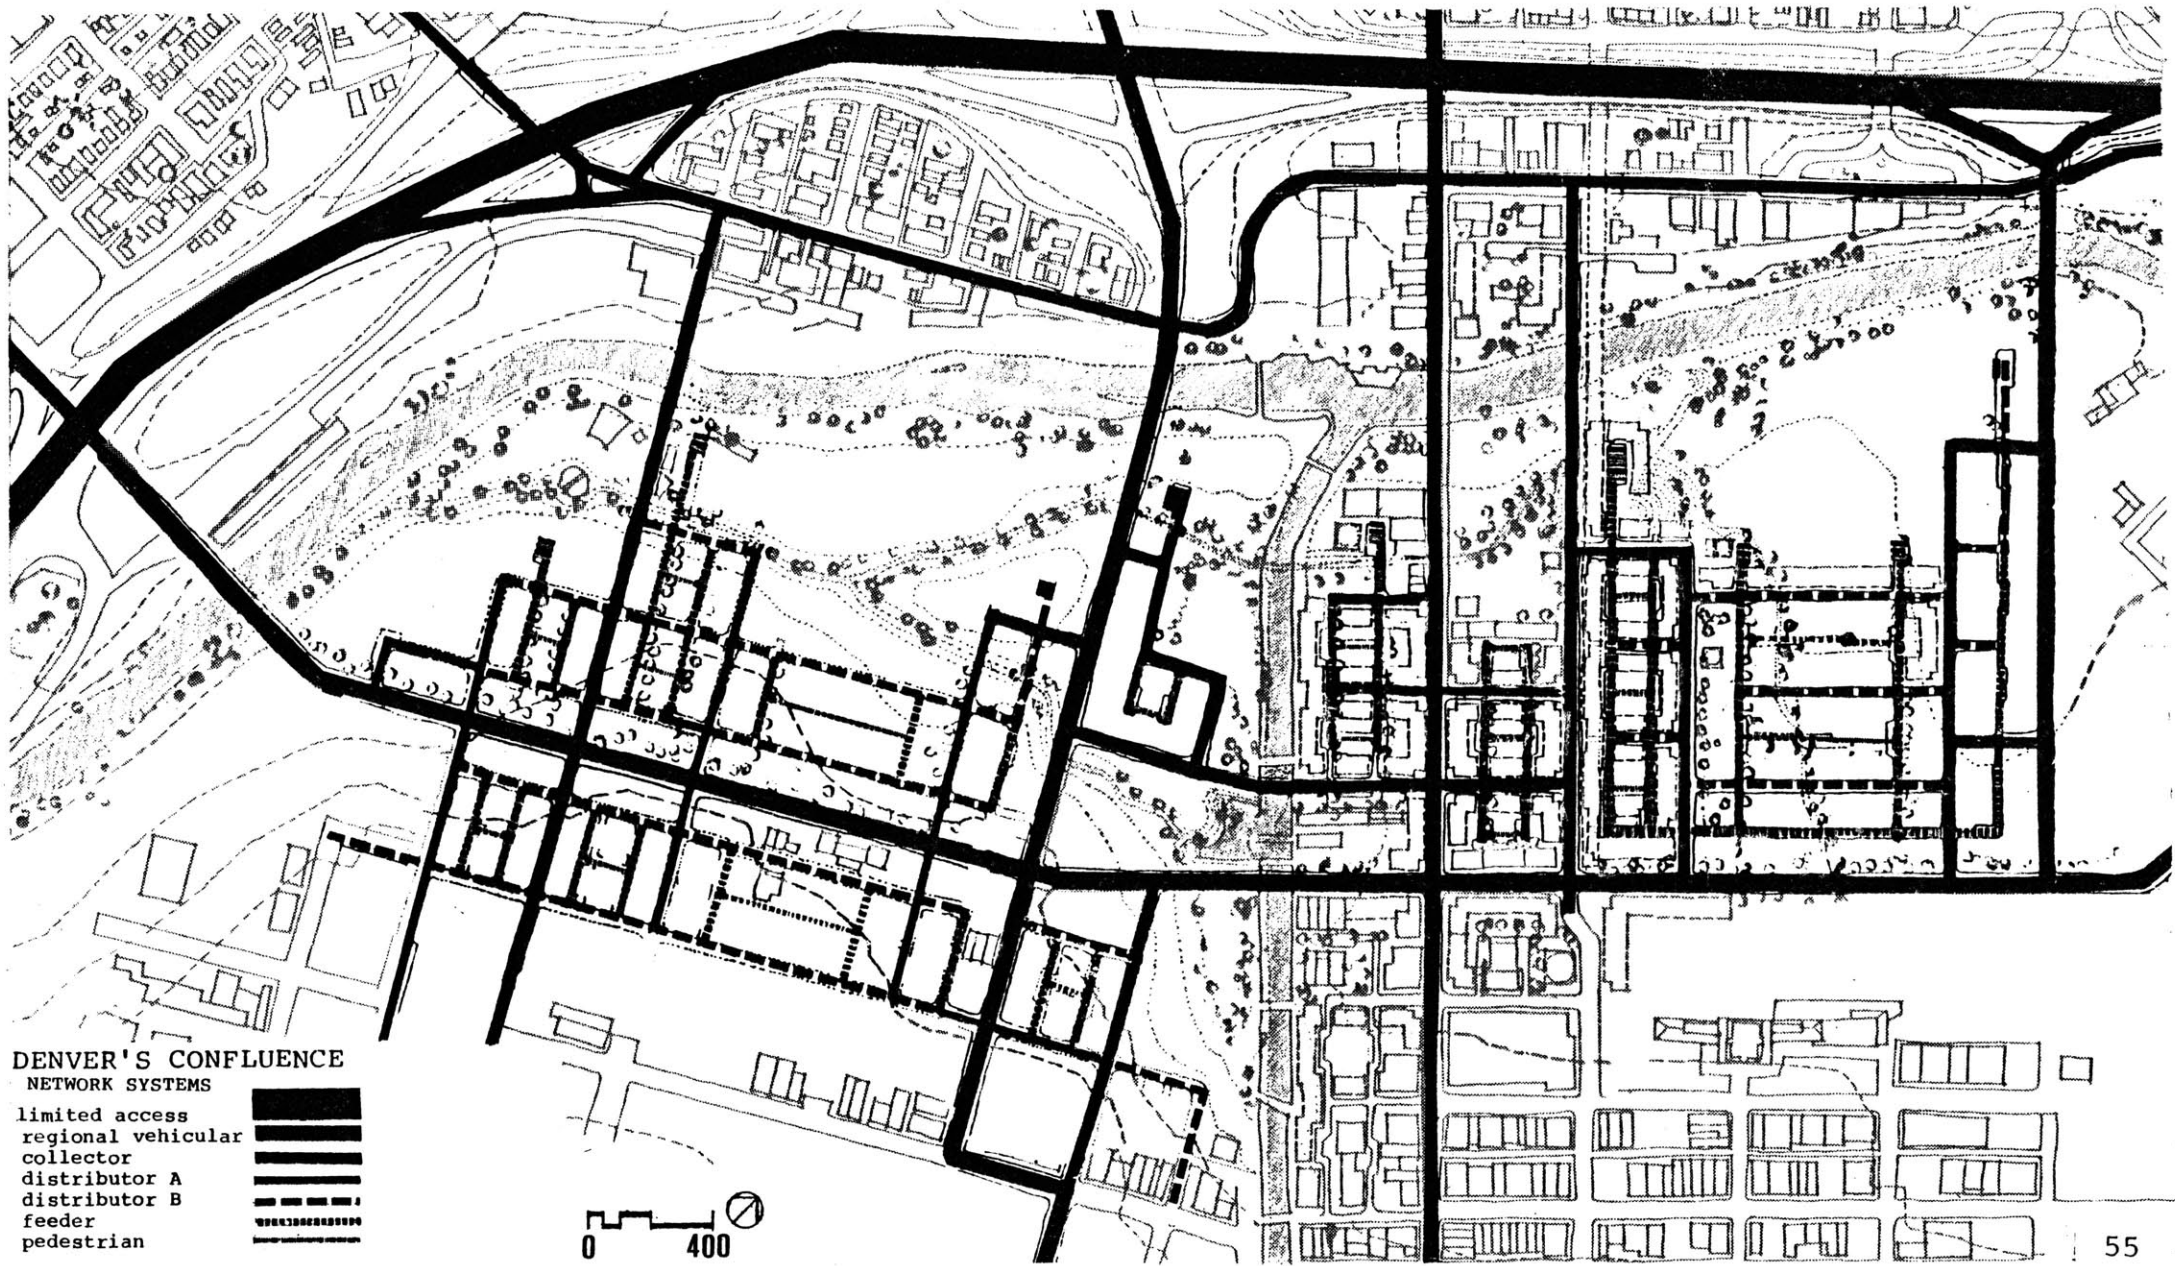 DENVER'S CONFLUENCE
NETWORK SYSTEMS
limited access
regional vehicular
collector
distributor A
distributor B
feeder
pedestrian
0 400
55